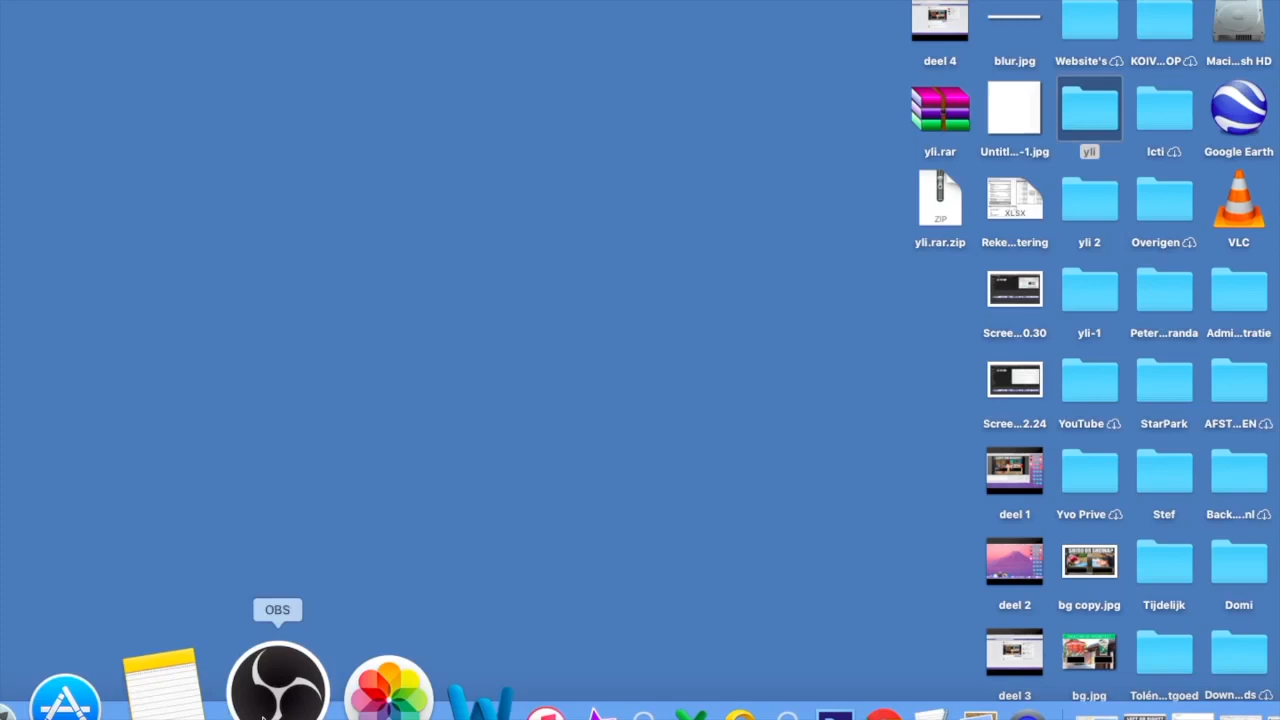 deel 4 blur.jpg Website's KOIV...OP Maci...sh HD
yli.rar Untitl...-1.jpg yli Icti Google Earth
ZIP XLSX
yli.rar.zip Reke...tering yli 2 Overigen VLC
Scree...0.30 yli-1 Peter...randa Admi...tratie
Scree...2.24 YouTube StarPark AFST...EN
deel 1 Yvo Prive Stef Back....nl
deel 2 bg copy.jpg Tijdelijk Domi
OBS
deel 3 bg.jpg Tolén...tgoed Down...ds